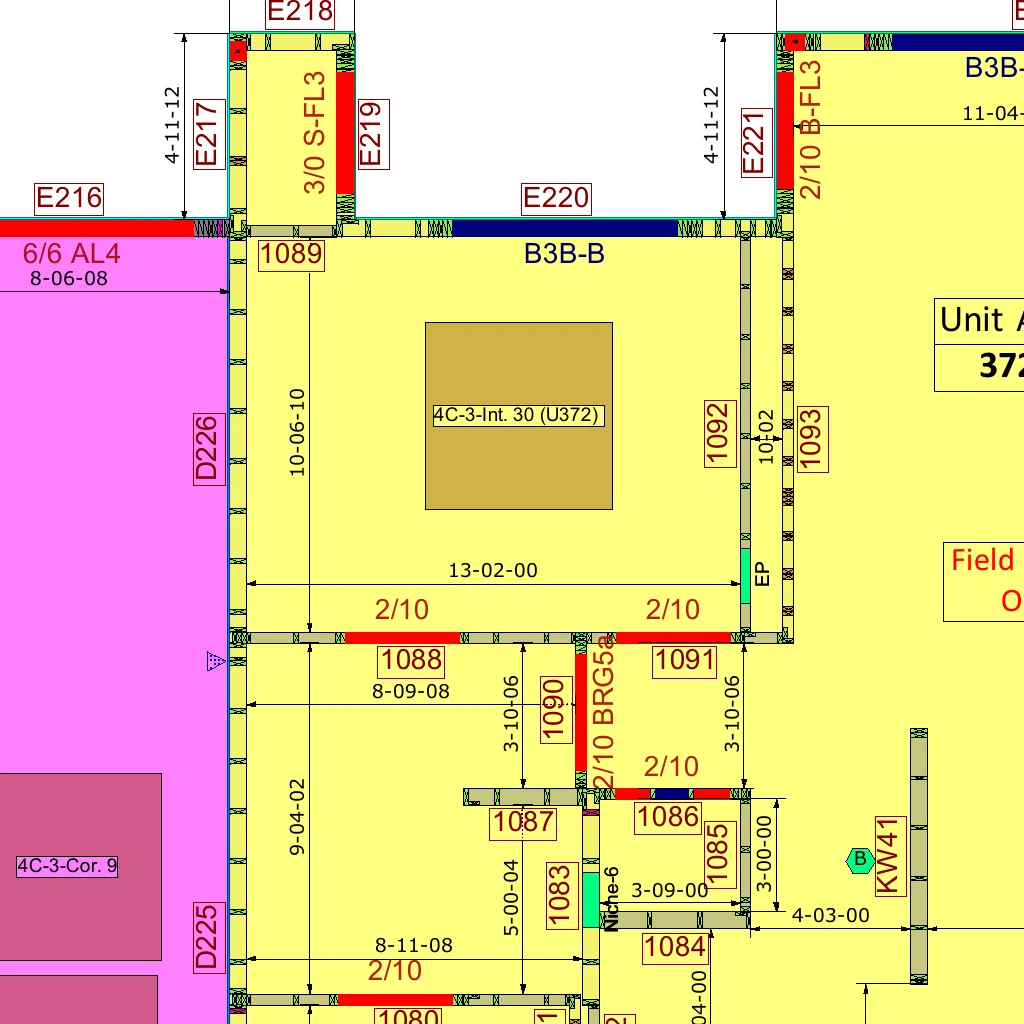 E218
B3B-
11-04-
4-11-12
E217
3/0 S-FL3
E219
4-11-12
E221
2/10 B-FL3
E216
E220
6/6 AL4
8-06-08
1089
B3B-B
Unit
372
10-06-10
4C-3-Int. 30 (U372)
D226
1092
10-02
1093
13-02-00
EP
Field
O
2/10
2/10
1088
1091
8-09-08
1090
2/10 BRG5a
3-10-06
3-10-06
2/10
9-04-02
1087
1086
1085
3-00-00
B
KW41
4C-3-Cor. 9
5-00-04
1083
Niche-6
3-09-00
4-03-00
D225
8-11-08
1084
2/10
04-00
1080